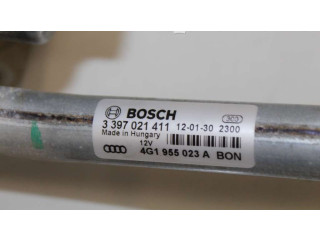 BOSCH
3 397 021 411 12-01-30 2300
Made in Hungary
12V
4G1 955 023 A BON